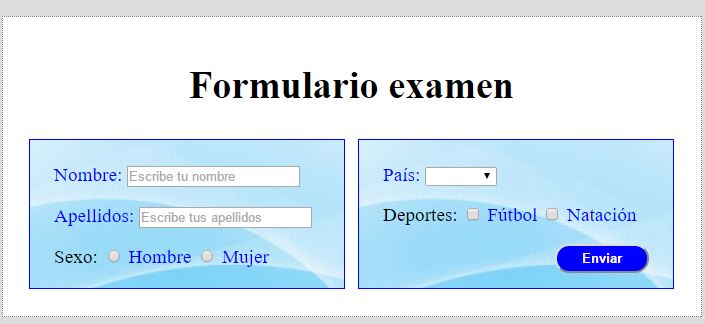 Formulario examen
Nombre: Escribe tu nombre
Apellidos: Escribe tus apellidos
Sexo: Hombre Mujer
País:
Deportes: Fútbol Natación
Enviar